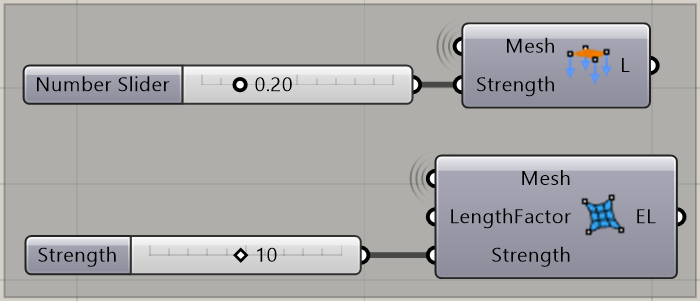 Mesh
Number Slider 0.20 Strength L
Mesh
LengthFactor EL
Strength 10 Strength